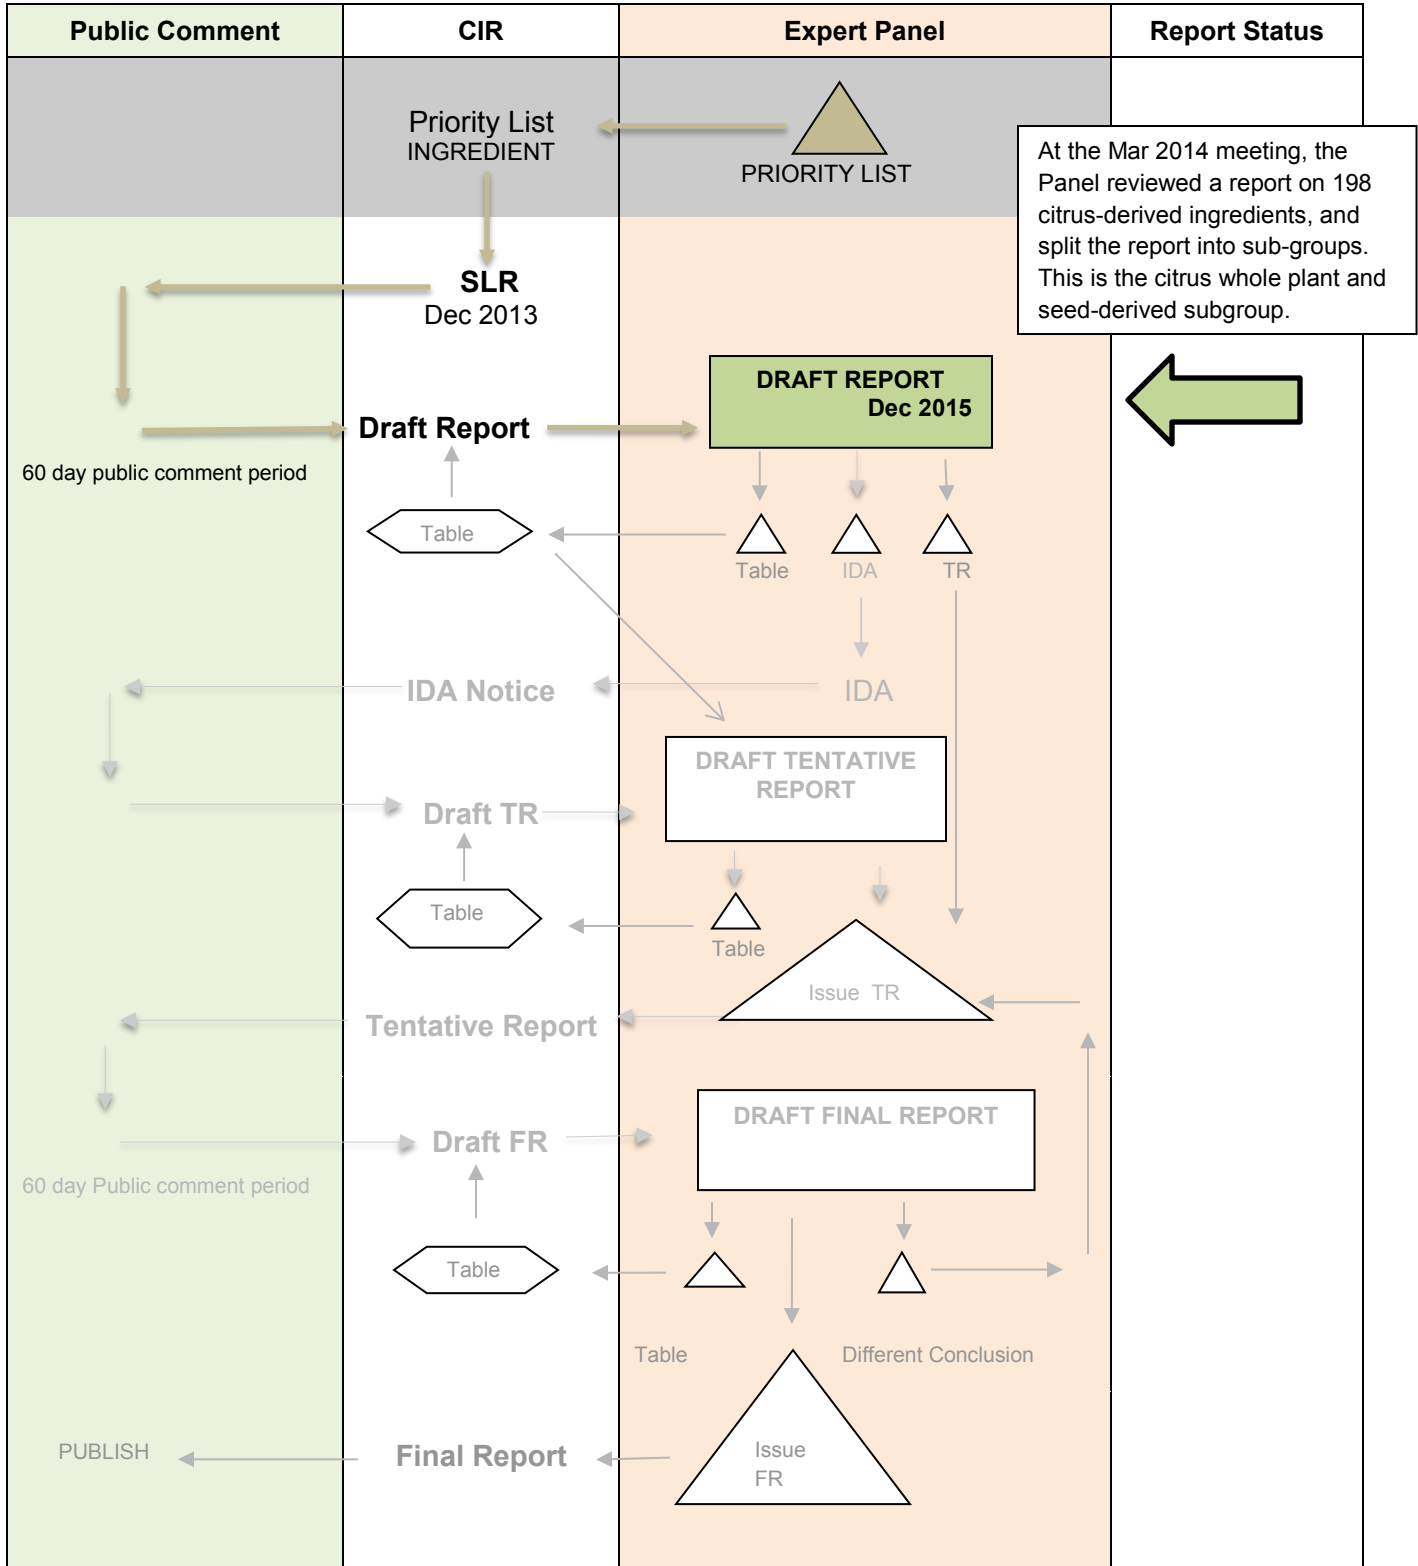 Public Comment
CIR
Expert Panel
Report Status
Priority List
INGREDIENT
PRIORITY LIST
At the Mar 2014 meeting, the
Panel reviewed a report on 198
citrus-derived ingredients, and
split the report into sub-groups.
This is the citrus whole plant and
seed-derived subgroup.
SLR
Dec 2013
DRAFT REPORT
Dec 2015
Draft Report
60 day public comment period
Table
Table
IDA
TR
IDA Notice
IDA
DRAFT TENTATIVE
REPORT
Draft TR
Table
Table
Issue TR
Tentative Report
DRAFT FINAL REPORT
Draft FR
60 day Public comment period
Table
Table
Different Conclusion
PUBLISH
Final Report
Issue
FR